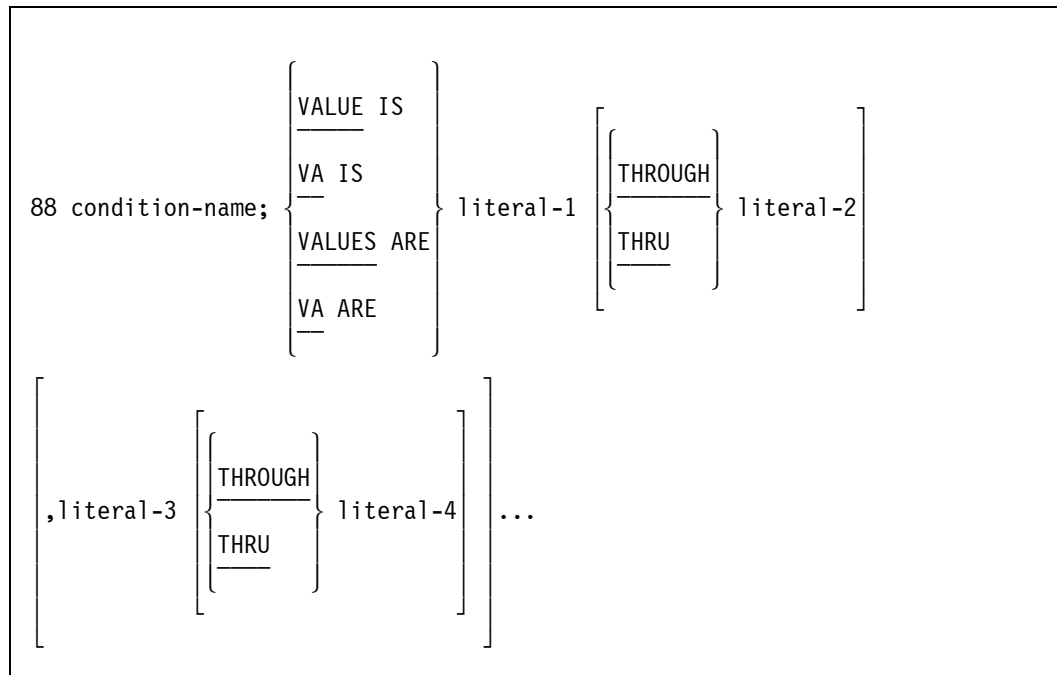 VALUE IS
VA IS
THROUGH
88 condition-name; literal-1 literal-2
VALUES ARE
THRU
VA ARE
THROUGH
,literal-3 literal-4 ...
THRU